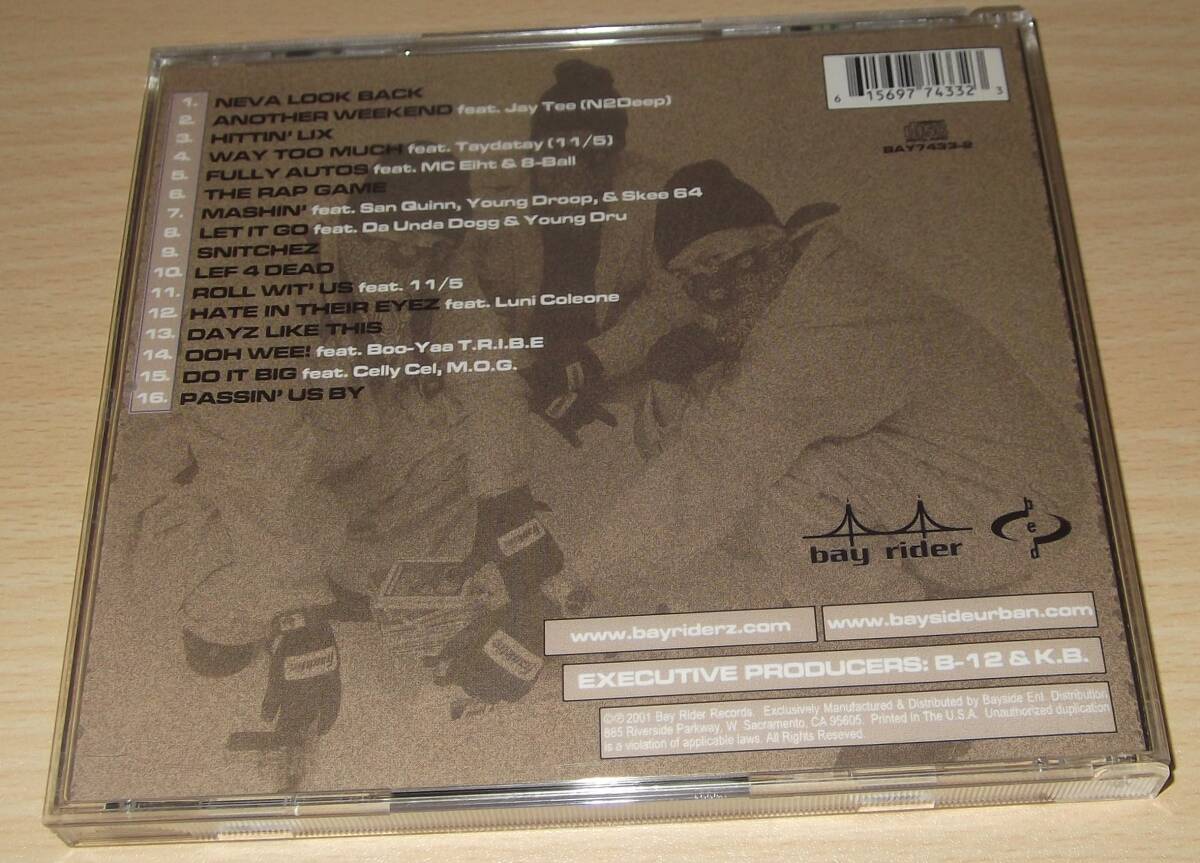 1. NEVA LOOK BACK
2. ANOTHER WEEKEND feat. Jay Tee (N2Deep)
3. HITTIN' LIX
4. WAY TOO MUCH feat. Taydatay (11/5)
5. FULLY AUTOS feat. MC Eiht & 8-Ball
6. THE RAP GAME
7. MASHIN' feat. San Quinn, Young Droop, & Skee 64
8. LET IT GO feat. Da Unda Dogg & Young Dru
9. SNITCHEZ
10. LEF 4 DEAD
11. ROLL WIT' US feat. 11/5
12. HATE IN THEIR EYEZ feat. Luni Coleone
13. DAYZ LIKE THIS
14. OOH WEE! feat. Boo-Yaa T.R.I.B.E
15. DO IT BIG feat. Celly Cel, M.O.G.
16. PASSIN' US BY
6 15697 74332 3
BAY7433-2
bay rider
bed
www.bayriderz.com
www.baysideurban.com
EXECUTIVE PRODUCERS: B-12 & K.B.
©℗ 2001 Bay Rider Records. Exclusively Manufactured & Distributed by Bayside Ent. Distribution
885 Riverside Parkway, W. Sacramento, CA 95605. Printed In The U.S.A. Unauthorized duplication
is a violation of applicable laws. All Rights Reseved.